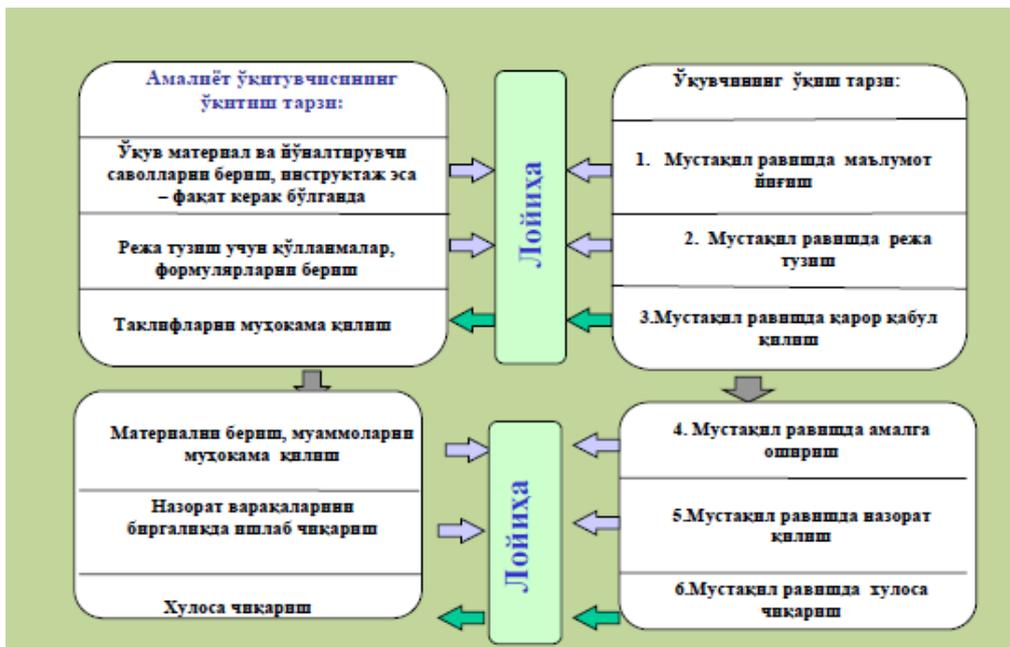 Амалиёт ўқитувчисининг
ўқитиш тарзи:
Ўқув материал ва йўналтирувчи
саволларни бериш, инструктаж эса
– фақат керак бўлганда
Режа тузиш учун қўлланмалар,
формулярларни бериш
Таклифларни муҳокама қилиш
Лойиҳа
Ўқувчининг ўқиш тарзи:
1. Мустақил равишда маълумот
йиғиш
2. Мустақил равишда режа
тузиш
3.Мустақил равишда қарор қабул
қилиш
Материални бериш, муаммоларни
муҳокама қилиш
Назорат варақаларини
биргаликда ишлаб чиқариш
Хулоса чиқариш
Лойиҳа
4. Мустақил равишда амалга
ошириш
5.Мустақил равишда назорат
қилиш
6.Мустақил равишда хулоса
чиқариш